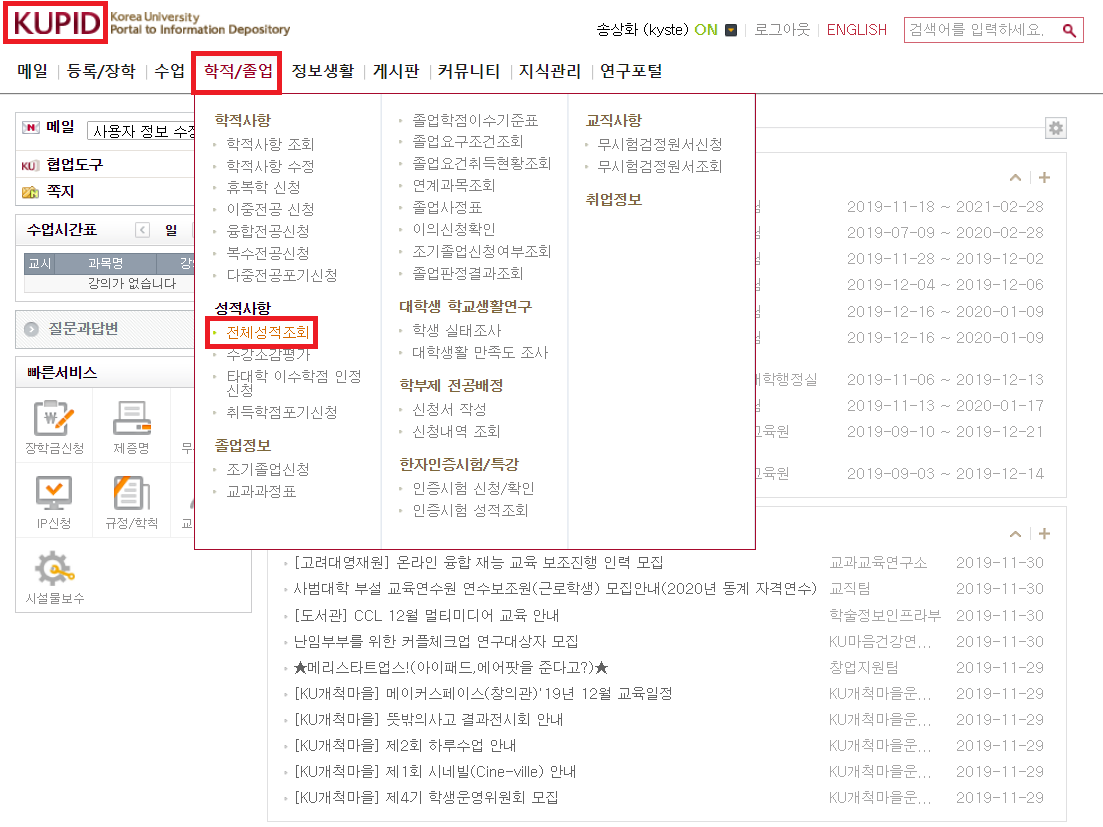 KUPID Korea University
Portal to Information Depository
송상화 (kyste) ON 로그아웃 ENGLISH 검색어를 입력하세요.
메일 등록/장학 수업 학적/졸업 정보생활 게시판 커뮤니티 지식관리 연구포털
메일 사용자 정보 수정
협업도구
쪽지
수업시간표 일
교시 과목명
강의가 없습니다
질문과답변
빠른서비스
장학금신청 제증명
IP신청 규정/학칙
시설물보수
학적사항
학적사항 조회
학적사항 수정
휴복학 신청
이중전공 신청
융합전공신청
복수전공신청
다중전공포기신청
성적사항
전체성적조회
수강소감평가
타대학 이수학점 인정
신청
취득학점포기신청
졸업정보
조기졸업신청
교과과정표
졸업학점이수기준표
졸업요구조건조회
졸업요건취득현황조회
연계과목조회
졸업사정표
이의신청확인
조기졸업신청여부조회
졸업판정결과조회
대학생 학교생활연구
학생 실태조사
대학생활 만족도 조사
학부제 전공배정
신청서 작성
신청내역 조회
한자인증시험/특강
인증시험 신청/확인
인증시험 성적조회
교직사항
무시험검정원서신청
무시험검정원서조회
취업정보
2019-11-18 ~ 2021-02-28
2019-07-09 ~ 2020-02-28
2019-11-28 ~ 2019-12-02
2019-12-04 ~ 2019-12-06
2019-12-16 ~ 2020-01-09
2019-12-16 ~ 2020-01-09
학행정실 2019-11-06 ~ 2019-12-13
2019-11-13 ~ 2020-01-17
교육원 2019-09-10 ~ 2019-12-21
교육원 2019-09-03 ~ 2019-12-14
[고려대영재원] 온라인 융합 재능 교육 보조진행 인력 모집 교과교육연구소 2019-11-30
사범대학 부설 교육연수원 연수보조원(근로학생) 모집안내(2020년 동계 자격연수) 교직팀 2019-11-30
[도서관] CCL 12월 멀티미디어 교육 안내 학술정보인프라부 2019-11-30
난임부부를 위한 커플체크업 연구대상자 모집 KU마음건강연... 2019-11-30
★메리스타트업스!(아이패드,에어팟을 준다고?)★ 창업지원팀 2019-11-29
[KU개척마을] 메이커스페이스(창의관)'19년 12월 교육일정 KU개척마을운... 2019-11-29
[KU개척마을] 뜻밖의사고 결과전시회 안내 KU개척마을운... 2019-11-29
[KU개척마을] 제2회 하루수업 안내 KU개척마을운... 2019-11-29
[KU개척마을] 제1회 시네빌(Cine-ville) 안내 KU개척마을운... 2019-11-29
[KU개척마을] 제4기 학생운영위원회 모집 KU개척마을운... 2019-11-29